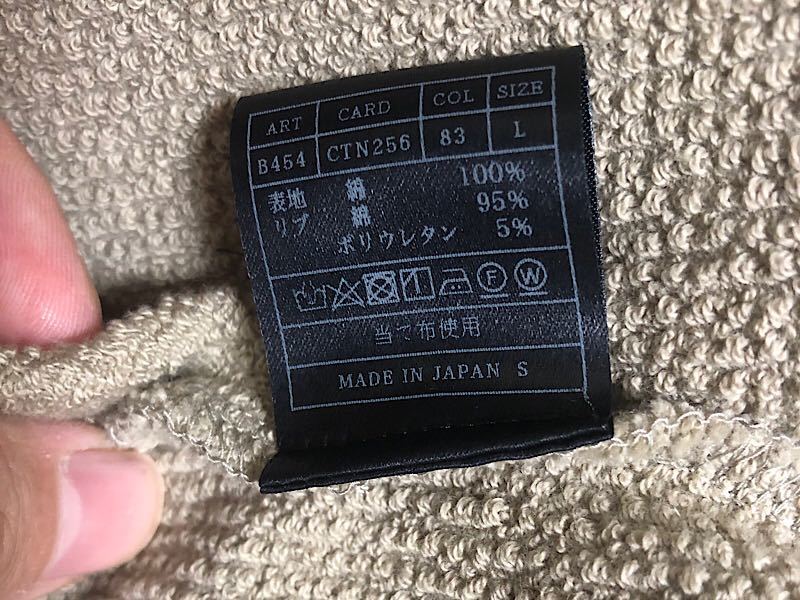 ART CARD COL SIZE
B454 CTN256 83 L
表地 綿 100%
リブ 綿 95%
ポリウレタン 5%
当て布使用
MADE IN JAPAN S